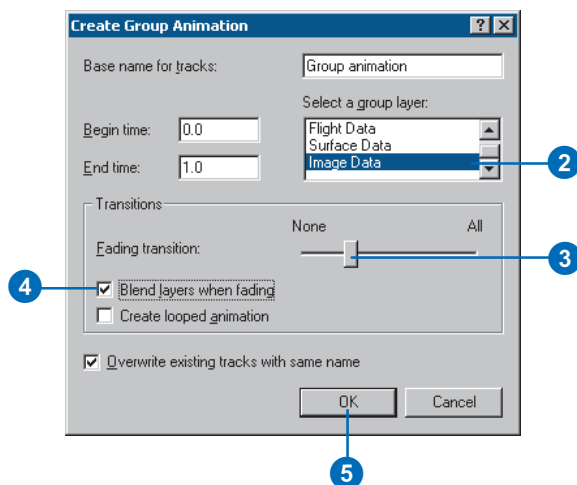 Create Group Animation
Base name for tracks: Group animation
Select a group layer:
Begin time: 0.0
Flight Data
Surface Data
Image Data
2
End time: 1.0
Transitions
None All
Fading transition:
3
4
Blend layers when fading
Create looped animation
Overwrite existing tracks with same name
OK Cancel
5